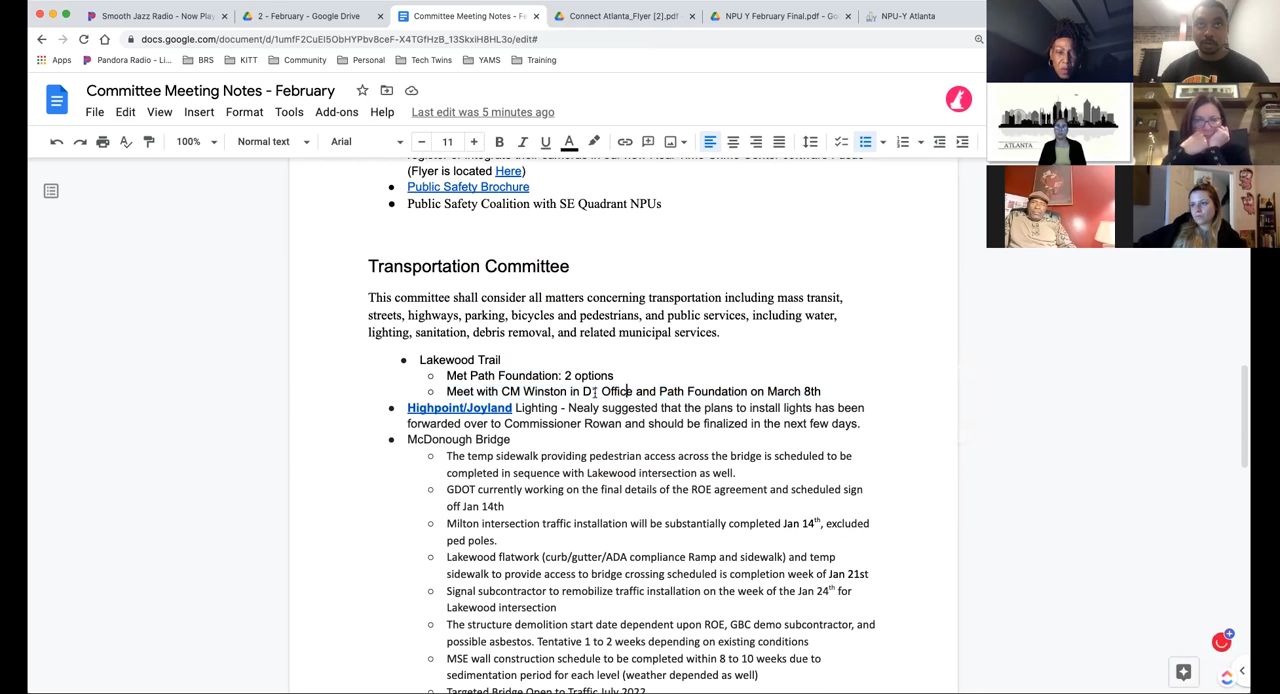 Smooth Jazz Radio - Now Play
2 - February - Google Drive
Committee Meeting Notes - Fe
Connect Atlanta_Flyer [2].pdf
NPU Y February Final.pdf - Go
NPU-Y Atlanta
Apps
Pandora Radio - Li...
BRS
KITT
Community
Personal
Tech Twins
YAMS
Training
Committee Meeting Notes - February
File Edit View Insert Format Tools Add-ons Help
Last edit was 5 minutes ago
100%
Normal text
Arial
11
(Flyer is located Here)
Public Safety Brochure
Public Safety Coalition with SE Quadrant NPUs
Transportation Committee
This committee shall consider all matters concerning transportation including mass transit,
streets, highways, parking, bicycles and pedestrians, and public services, including water,
lighting, sanitation, debris removal, and related municipal services.
Lakewood Trail
Met Path Foundation: 2 options
Meet with CM Winston in Office and Path Foundation on March 8th
Highpoint/Joyland Lighting - Nealy suggested that the plans to install lights has been
forwarded over to Commissioner Rowan and should be finalized in the next few days.
McDonough Bridge
The temp sidewalk providing pedestrian access across the bridge is scheduled to be
completed in sequence with Lakewood intersection as well.
GDOT currently working on the final details of the ROE agreement and scheduled sign
off Jan 14th
Milton intersection traffic installation will be substantially completed Jan 14th, excluded
ped poles.
Lakewood flatwork (curb/gutter/ADA compliance Ramp and sidewalk) and temp
sidewalk to provide access to bridge crossing scheduled is completion week of Jan 21st
Signal subcontractor to remobilize traffic installation on the week of the Jan 24th for
Lakewood intersection
The structure demolition start date dependent upon ROE, GBC demo subcontractor, and
possible asbestos. Tentative 1 to 2 weeks depending on existing conditions
MSE wall construction schedule to be completed within 8 to 10 weeks due to
sedimentation period for each level (weather depended as well)
Targeted Bridge Open to Traffic July 2022
ATLANTA